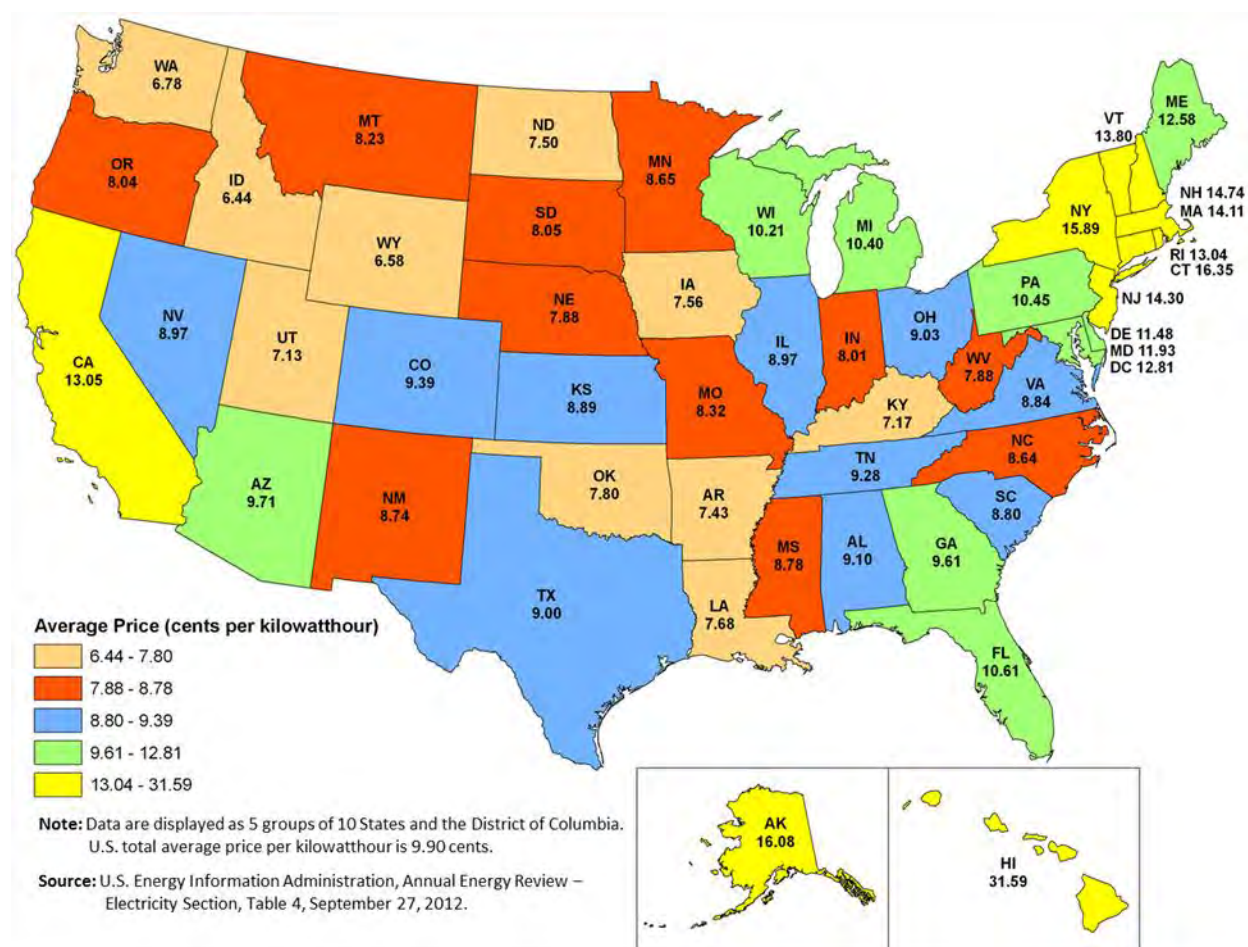 WA
6.78
MT
8.23
ND
7.50
MN
8.65
VT
13.80
ME
12.58
OR
8.04
ID
6.44
SD
8.05
WI
10.21
MI
10.40
NY
15.89
NH 14.74
MA 14.11
RI 13.04
CT 16.35
WY
6.58
IA
7.56
NE
7.88
PA
10.45
NJ 14.30
NV
8.97
UT
7.13
CO
9.39
IL
8.97
IN
8.01
OH
9.03
DE 11.48
MD 11.93
DC 12.81
WV
7.88
VA
8.84
CA
13.05
KS
8.89
MO
8.32
KY
7.17
NC
8.64
TN
9.28
AZ
9.71
NM
8.74
OK
7.80
AR
7.43
SC
8.80
MS
8.78
AL
9.10
GA
9.61
TX
9.00
LA
7.68
FL
10.61
Average Price (cents per kilowatthour)
6.44 - 7.80
7.88 - 8.78
8.80 - 9.39
9.61 - 12.81
13.04 - 31.59
Note: Data are displayed as 5 groups of 10 States and the District of Columbia.
U.S. total average price per kilowatthour is 9.90 cents.
Source: U.S. Energy Information Administration, Annual Energy Review –
Electricity Section, Table 4, September 27, 2012.
AK
16.08
HI
31.59